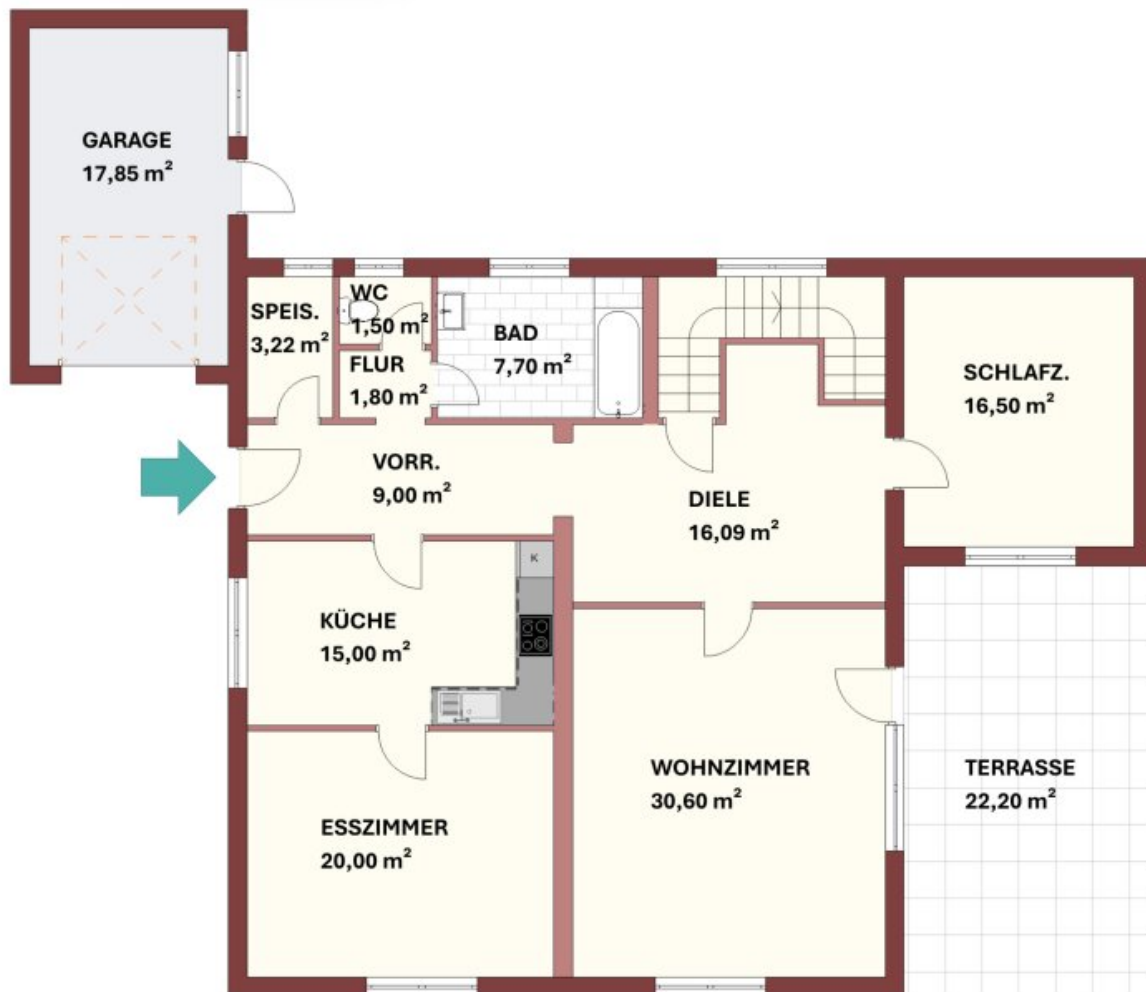 GARAGE
17,85 m²
SPEIS.
3,22 m²
WC
1,50 m²
FLUR
1,80 m²
BAD
7,70 m²
SCHLAFZ.
16,50 m²
VORR.
9,00 m²
DIELE
16,09 m²
K
KÜCHE
15,00 m²
WOHNZIMMER
30,60 m²
TERRASSE
22,20 m²
ESSZIMMER
20,00 m²